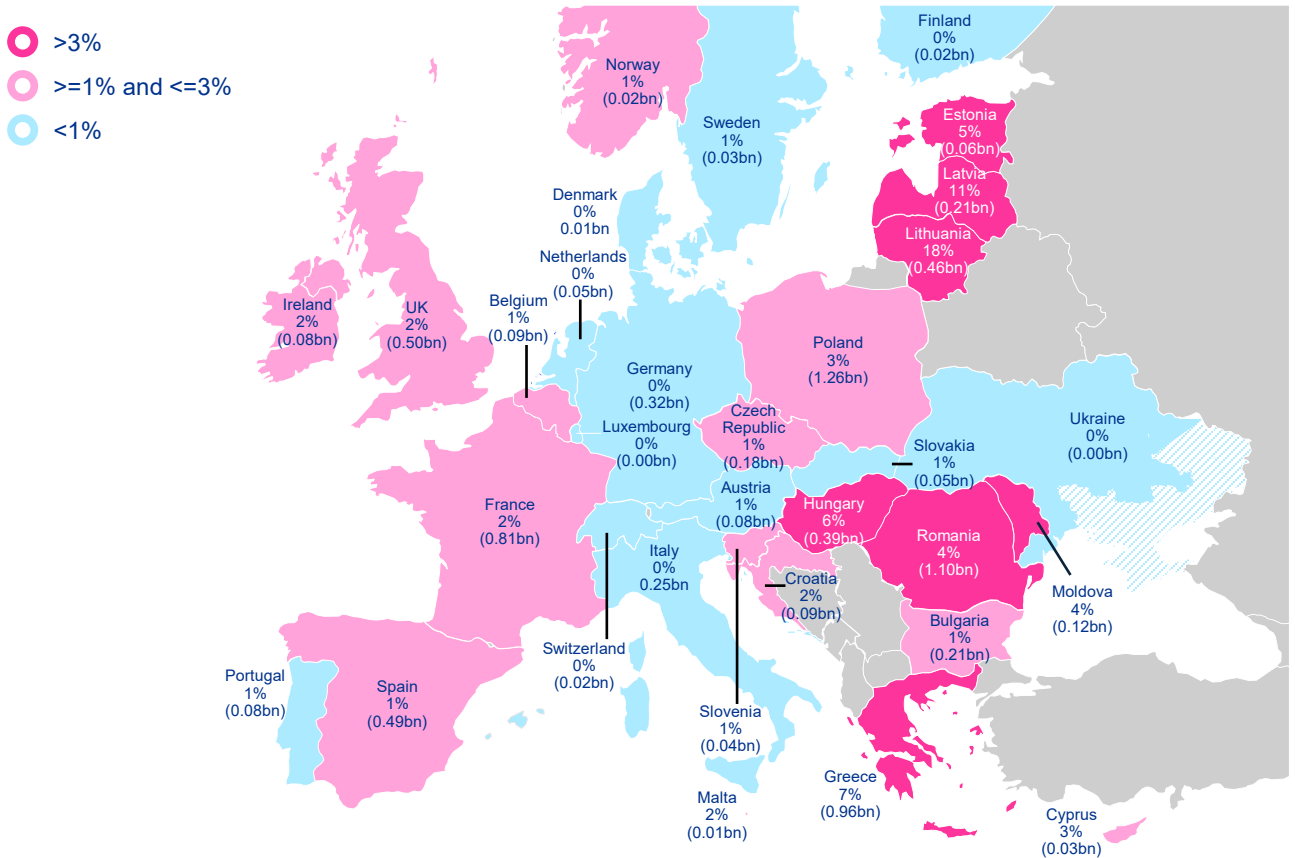 >3%
>=1% and <=3%
<1%
Finland
0%
(0.02bn)
Norway
1%
(0.02bn)
Sweden
1%
(0.03bn)
Estonia
5%
(0.06bn)
Latvia
11%
(0.21bn)
Lithuania
18%
(0.46bn)
Denmark
0%
0.01bn)
Netherlands
0%
(0.05bn)
Belgium
1%
(0.09bn)
Ireland
2%
(0.08bn)
UK
2%
(0.50bn)
Germany
0%
(0.32bn)
Poland
3%
(1.26bn)
Czech
Republic
1%
(0.18bn)
Luxembourg
0%
(0.00bn)
Ukraine
0%
(0.00bn)
Slovakia
1%
(0.05bn)
Austria
1%
(0.08bn)
France
2%
(0.81bn)
Hungary
6%
(0.39bn)
Romania
4%
(1.10bn)
Italy
0%
0.25bn)
Croatia
2%
(0.09bn)
Moldova
4%
(0.12bn)
Bulgaria
1%
(0.21bn)
Switzerland
0%
(0.02bn)
Portugal
1%
(0.08bn)
Spain
1%
(0.49bn)
Slovenia
1%
(0.04bn)
Greece
7%
(0.96bn)
Malta
2%
(0.01bn)
Cyprus
3%
(0.03bn)